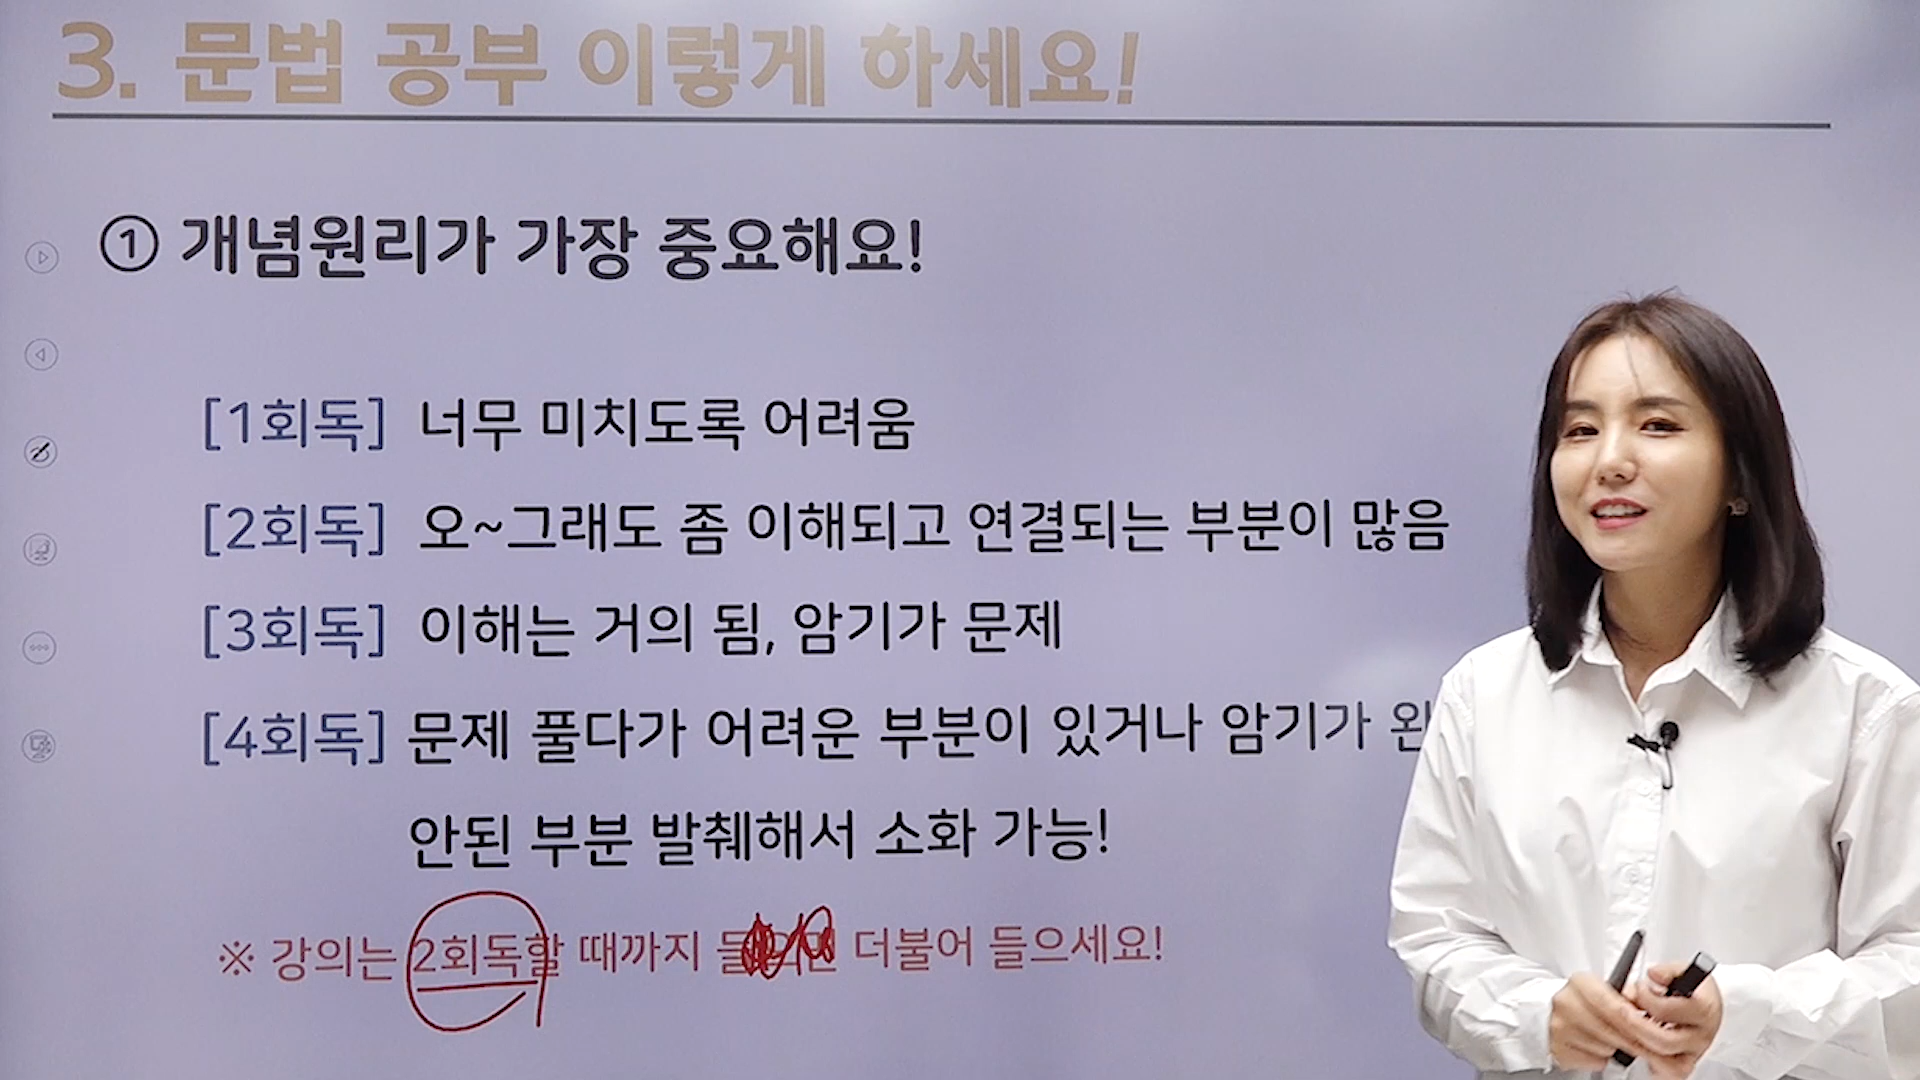 3. 문법 공부 이렇게 하세요!
① 개념원리가 가장 중요해요!
[1회독] 너무 미치도록 어려움
[2회독] 오~그래도 좀 이해되고 연결되는 부분이 많음
[3회독] 이해는 거의 됨, 암기가 문제
[4회독] 문제 풀다가 어려운 부분이 있거나 암기가 완
안된 부분 발췌해서 소화 가능!
※ 강의는 2회독할 때까지 더불어 들으세요!